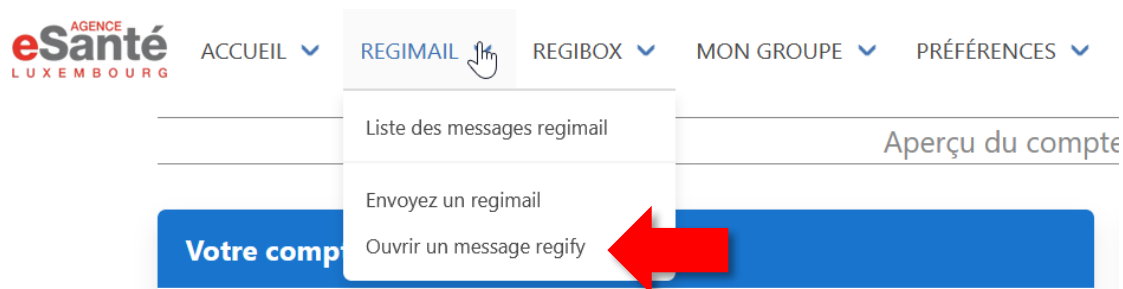 AGENCE
eSanté
LUXEMBOURG
ACCUEIL
REGIMAIL
REGIBOX
MON GROUPE
PRÉFÉRENCES
Liste des messages regimail
Aperçu du compte
Envoyez un regimail
Ouvrir un message regify
Votre comp